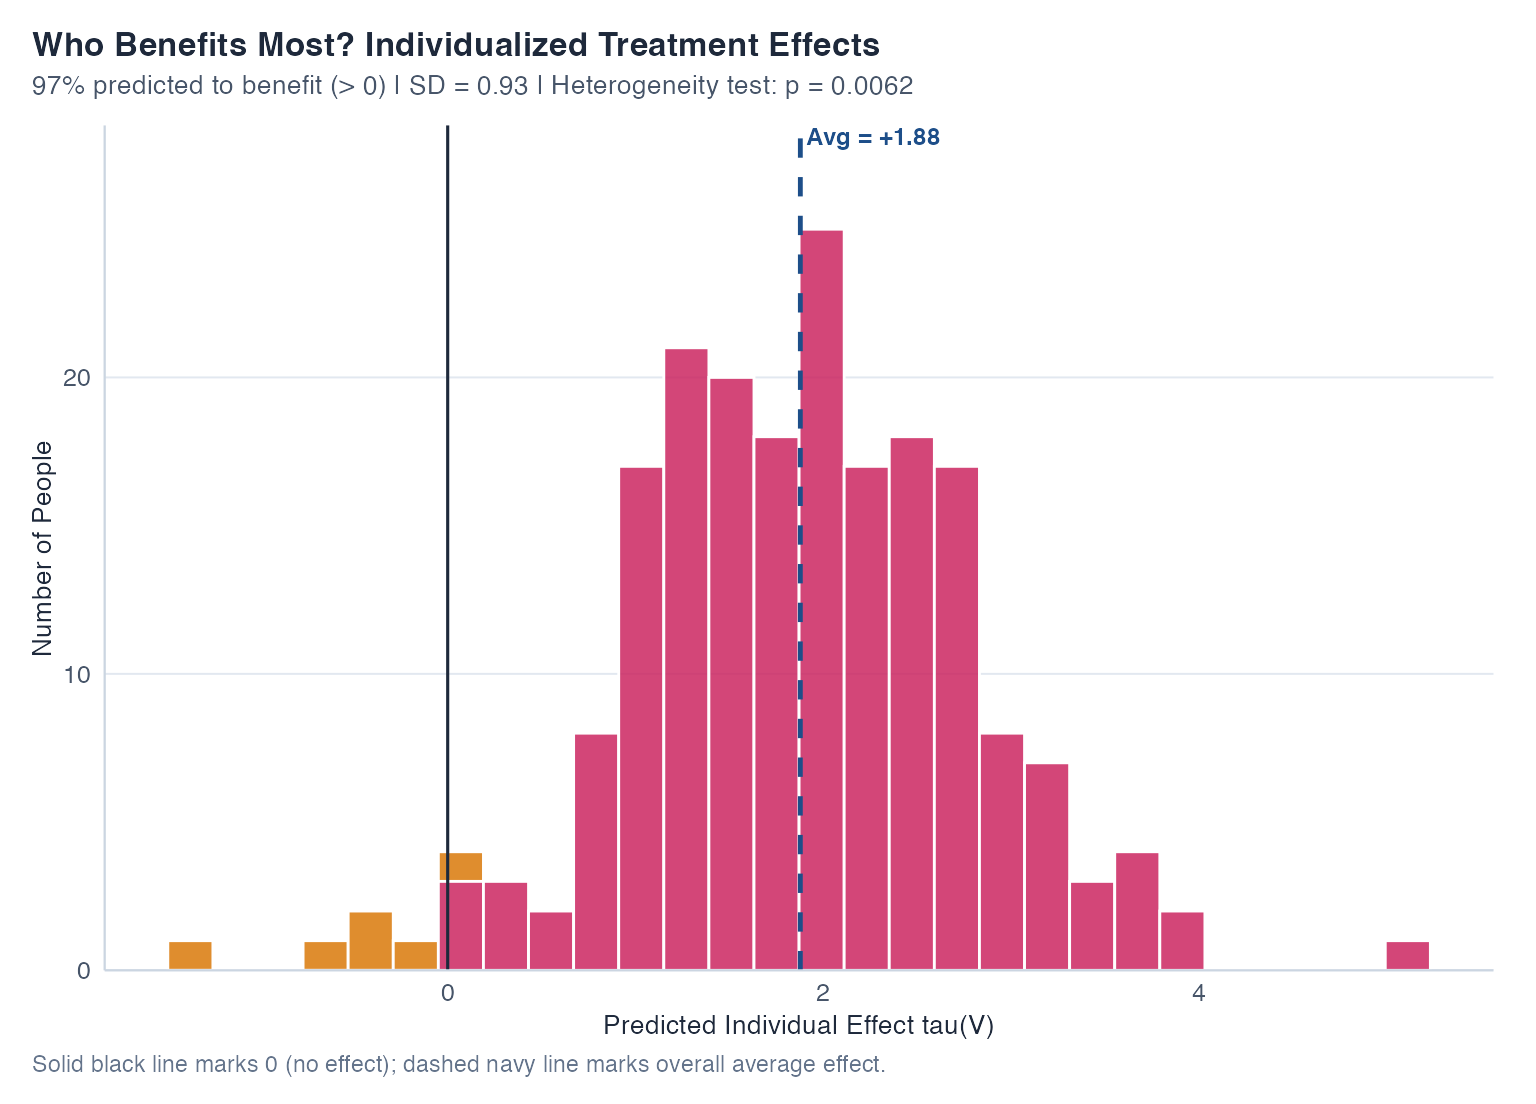 Who Benefits Most? Individualized Treatment Effects
97% predicted to benefit (> 0) | SD = 0.93 | Heterogeneity test: p = 0.0062
Avg = +1.88
20
10
0
Number of People
0 2 4
Predicted Individual Effect tau(V)
Solid black line marks 0 (no effect); dashed navy line marks overall average effect.